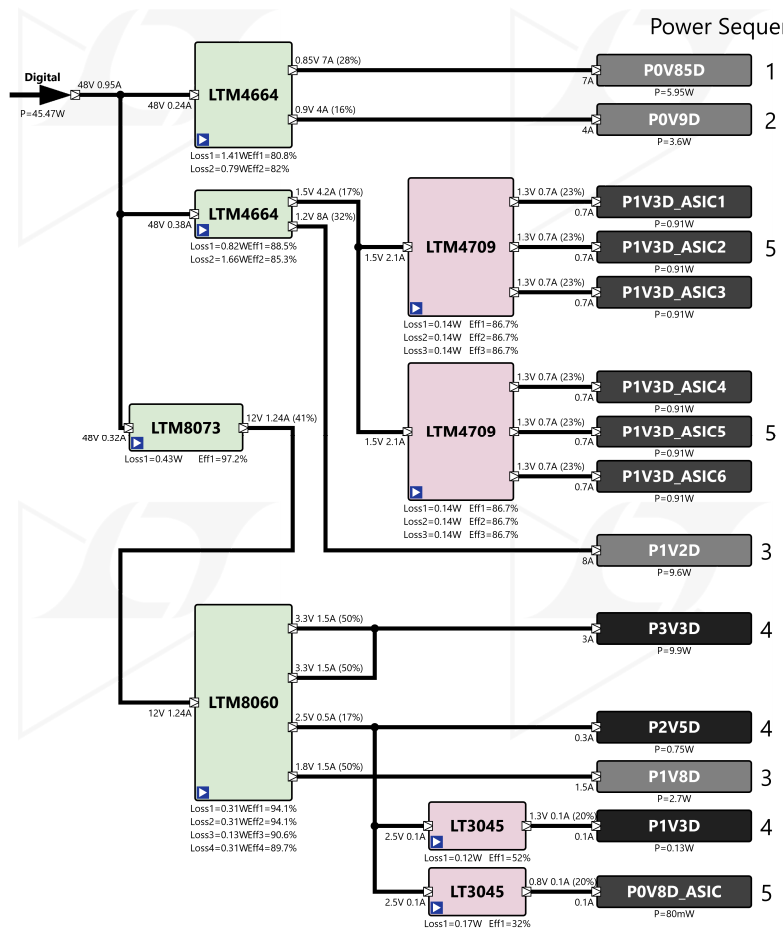 Power Sequer
Digital
48V 0.95A
P=45.47W
48V 0.24A
LTM4664
Loss1=1.41WEff1=80.8%
Loss2=0.79WEff2=82%
0.85V 7A (28%)
7A
P0V85D
1
P=5.95W
0.9V 4A (16%)
4A
P0V9D
2
P=3.6W
48V 0.38A
LTM4664
Loss1=0.82WEff1=88.5%
Loss2=1.66WEff2=85.3%
1.5V 4.2A (17%)
1.2V 8A (32%)
1.5V 2.1A
LTM4709
Loss1=0.14W Eff1=86.7%
Loss2=0.14W Eff2=86.7%
Loss3=0.14W Eff3=86.7%
1.3V 0.7A (23%)
0.7A
P1V3D_ASIC1
P=0.91W
1.3V 0.7A (23%)
0.7A
P1V3D_ASIC2
5
P=0.91W
1.3V 0.7A (23%)
0.7A
P1V3D_ASIC3
P=0.91W
1.5V 2.1A
LTM4709
Loss1=0.14W Eff1=86.7%
Loss2=0.14W Eff2=86.7%
Loss3=0.14W Eff3=86.7%
1.3V 0.7A (23%)
0.7A
P1V3D_ASIC4
P=0.91W
1.3V 0.7A (23%)
0.7A
P1V3D_ASIC5
5
P=0.91W
1.3V 0.7A (23%)
0.7A
P1V3D_ASIC6
P=0.91W
48V 0.32A
LTM8073
12V 1.24A (41%)
Loss1=0.43W Eff1=97.2%
8A
P1V2D
3
P=9.6W
12V 1.24A
LTM8060
Loss1=0.31WEff1=94.1%
Loss2=0.31WEff2=94.1%
Loss3=0.13WEff3=90.6%
Loss4=0.31WEff4=89.7%
3.3V 1.5A (50%)
3.3V 1.5A (50%)
3A
P3V3D
4
P=9.9W
2.5V 0.5A (17%)
0.3A
P2V5D
4
P=0.75W
1.8V 1.5A (50%)
1.5A
P1V8D
3
P=2.7W
2.5V 0.1A
LT3045
Loss1=0.12W Eff1=52%
1.3V 0.1A (20%)
0.1A
P1V3D
4
P=0.13W
2.5V 0.1A
LT3045
Loss1=0.17W Eff1=32%
0.8V 0.1A (20%)
0.1A
P0V8D_ASIC
5
P=80mW